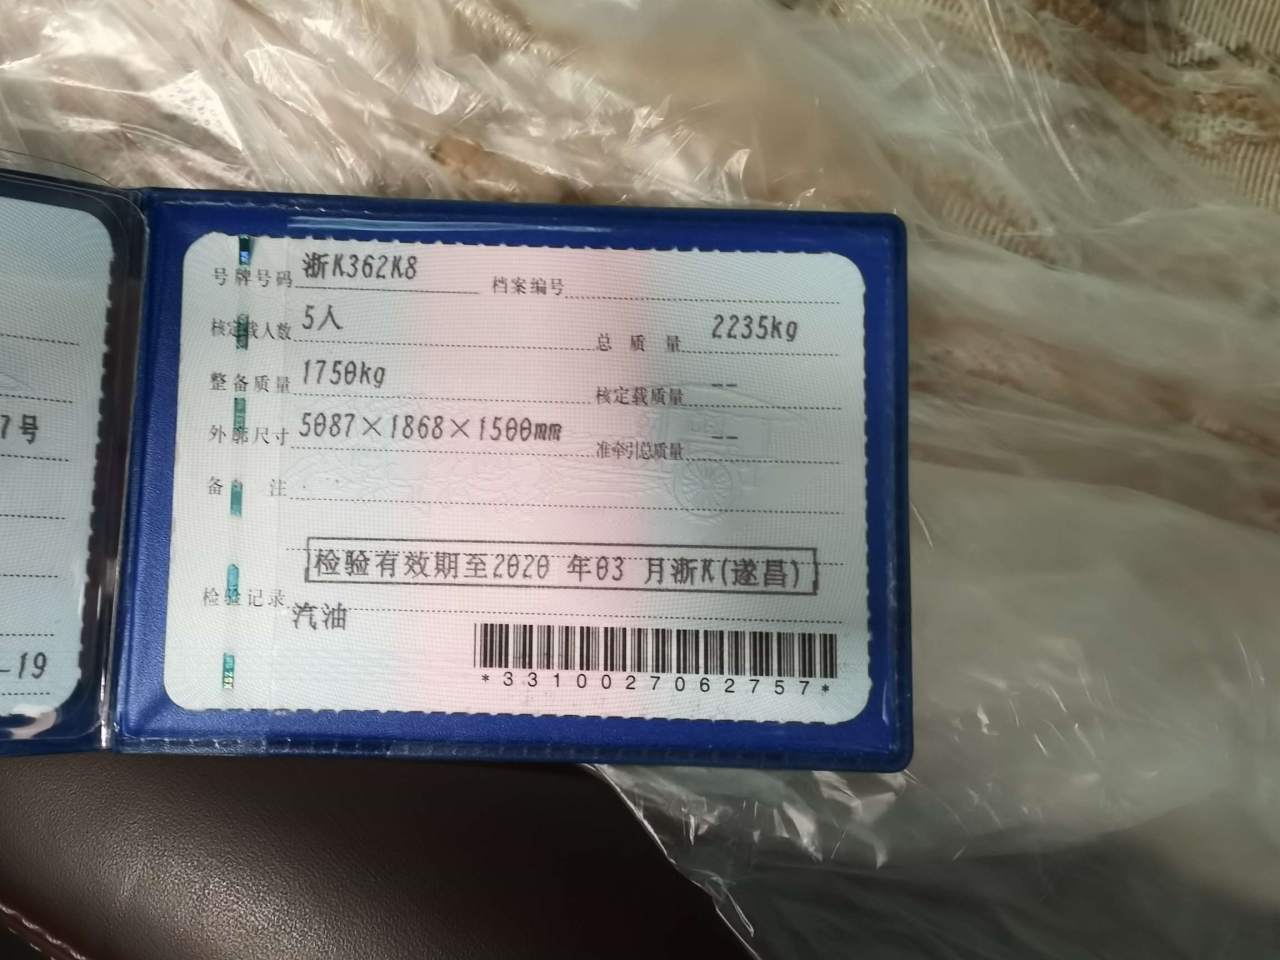 7号
-19
号牌号码 浙K362K8 档案编号
核定载人数 5人 总质量 2235kg
整备质量 1750kg 核定载质量 --
外廓尺寸 5087×1868×1500mm 准牵引总质量 --
备注
检验有效期至2020 年03 月浙K(遂昌)
检验记录
汽油
*3310027062757*